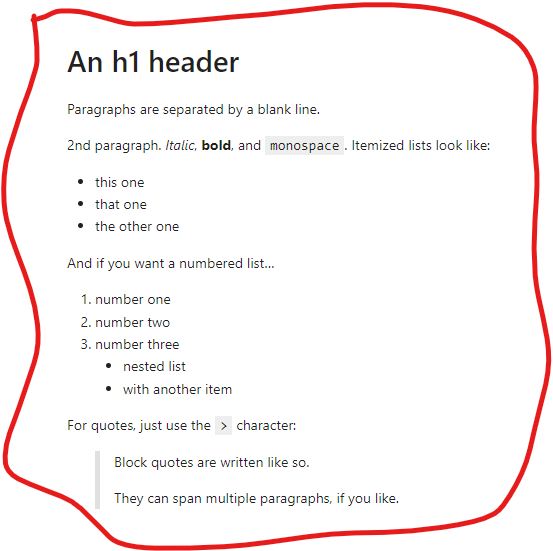 An h1 header
Paragraphs are separated by a blank line.
2nd paragraph. Italic, bold, and monospace. Itemized lists look like:
• this one
• that one
• the other one
And if you want a numbered list...
1. number one
2. number two
3. number three
• nested list
• with another item
For quotes, just use the > character:
Block quotes are written like so.
They can span multiple paragraphs, if you like.